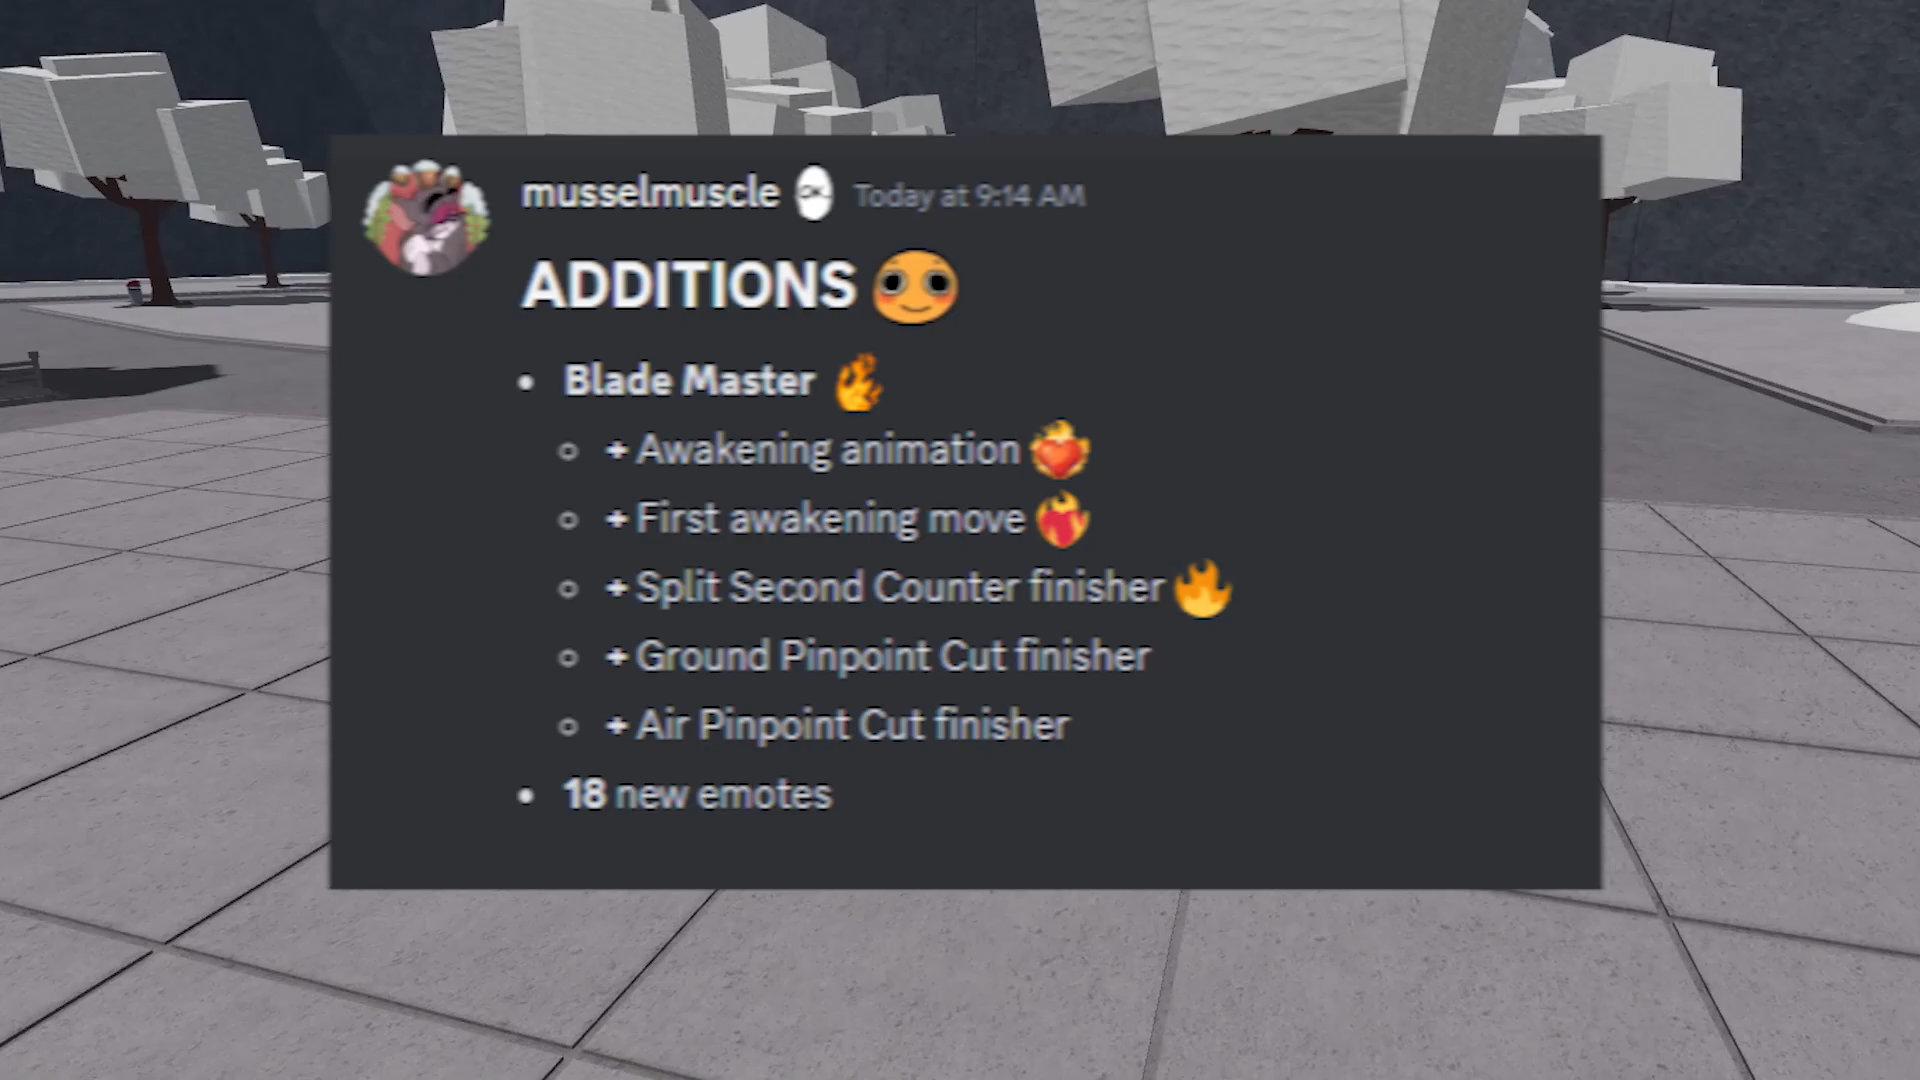 musselmuscle OK Today at 9:14 AM
ADDITIONS
• Blade Master
+ Awakening animation
+ First awakening move
+ Split Second Counter finisher
+ Ground Pinpoint Cut finisher
+ Air Pinpoint Cut finisher
• 18 new emotes